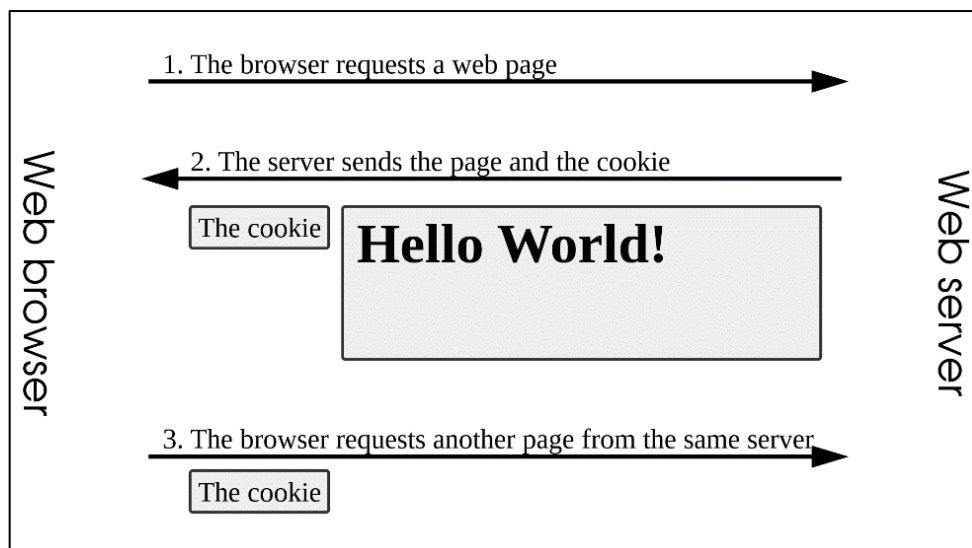 1. The browser requests a web page
2. The server sends the page and the cookie
The cookie
Hello World!
3. The browser requests another page from the same server
The cookie
Web browser
Web server